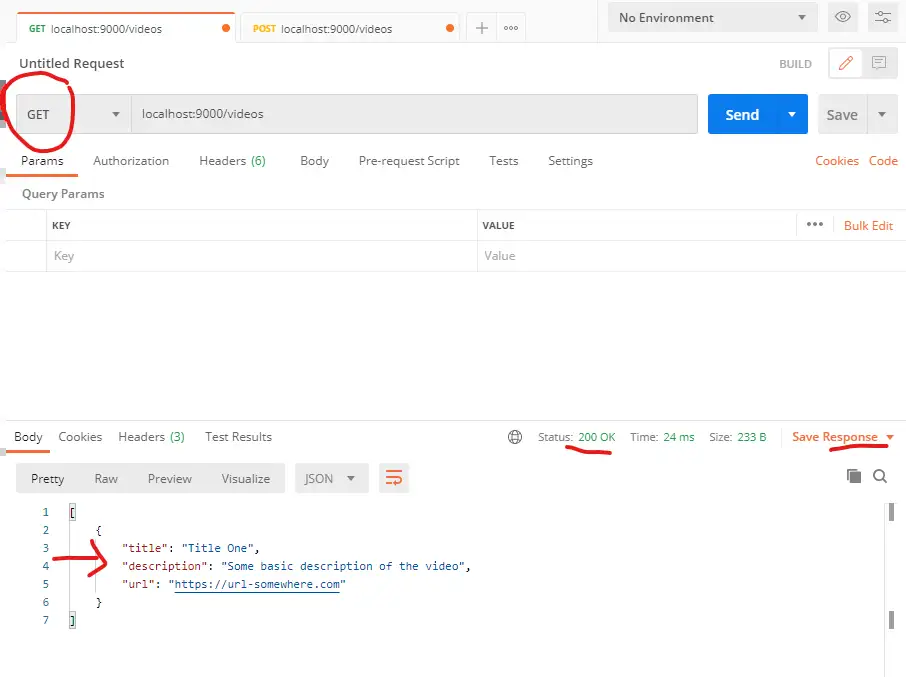 GET localhost:9000/videos POST localhost:9000/videos No Environment
Untitled Request BUILD
GET localhost:9000/videos Send Save
Params Authorization Headers (6) Body Pre-request Script Tests Settings Cookies Code
Query Params
KEY VALUE Bulk Edit
Key Value
Body Cookies Headers (3) Test Results Status: 200 OK Time: 24 ms Size: 233 B Save Response
Pretty Raw Preview Visualize JSON
1 [
2 {
3 "title": "Title One",
4 "description": "Some basic description of the video",
5 "url": "https://url-somewhere.com"
6 }
7 ]